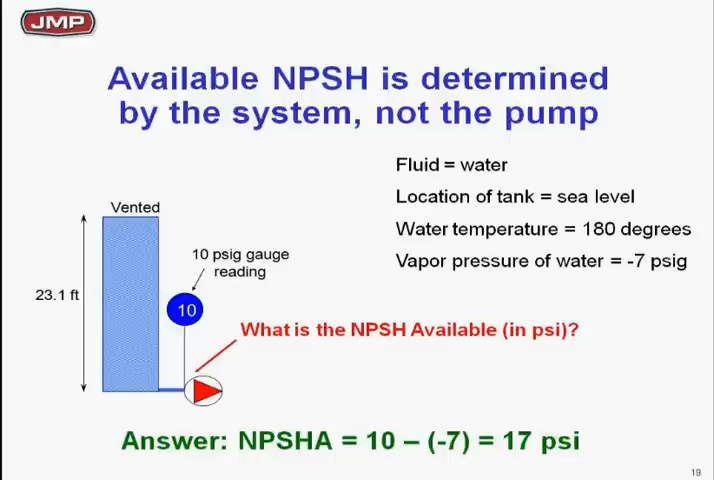 JMP
Available NPSH is determined
by the system, not the pump
Fluid = water
Location of tank = sea level
Water temperature = 180 degrees
Vapor pressure of water = -7 psig
Vented
10 psig gauge
reading
23.1 ft
10
What is the NPSH Available (in psi)?
Answer: NPSHA = 10 – (-7) = 17 psi
19